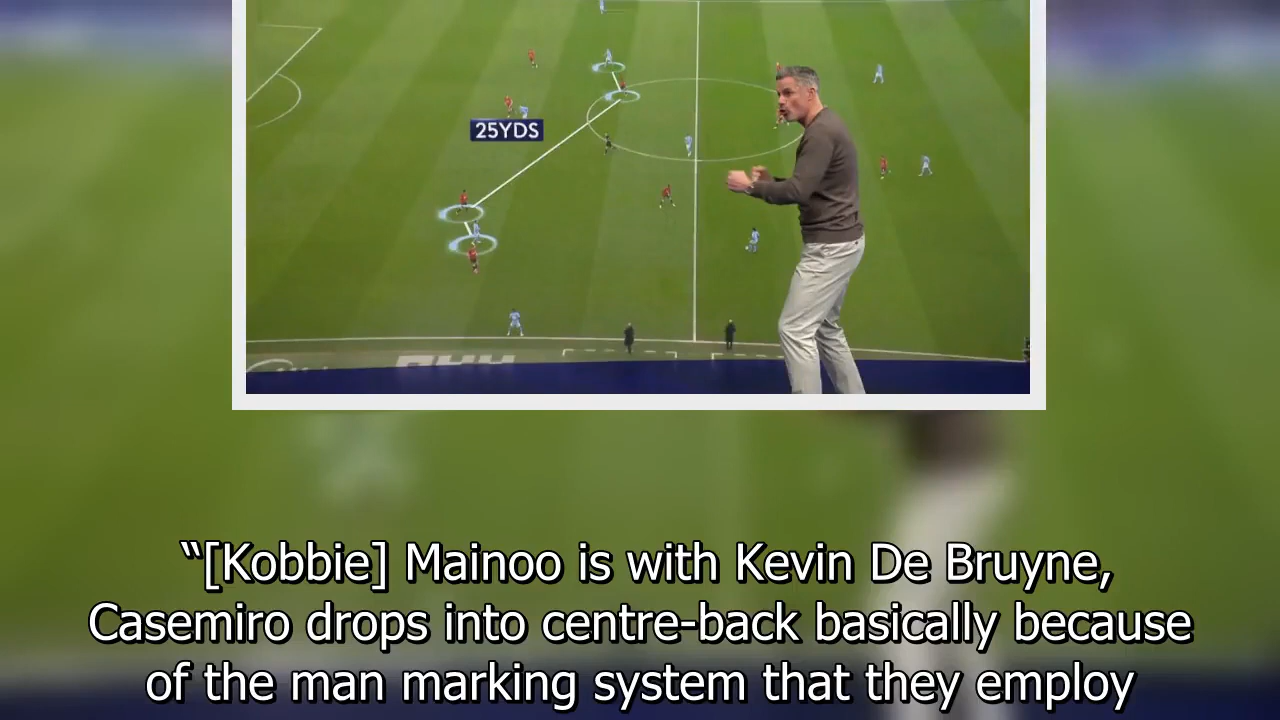 25YDS
“[Kobbie] Mainoo is with Kevin De Bruyne,
Casemiro drops into centre-back basically because
of the man marking system that they employ